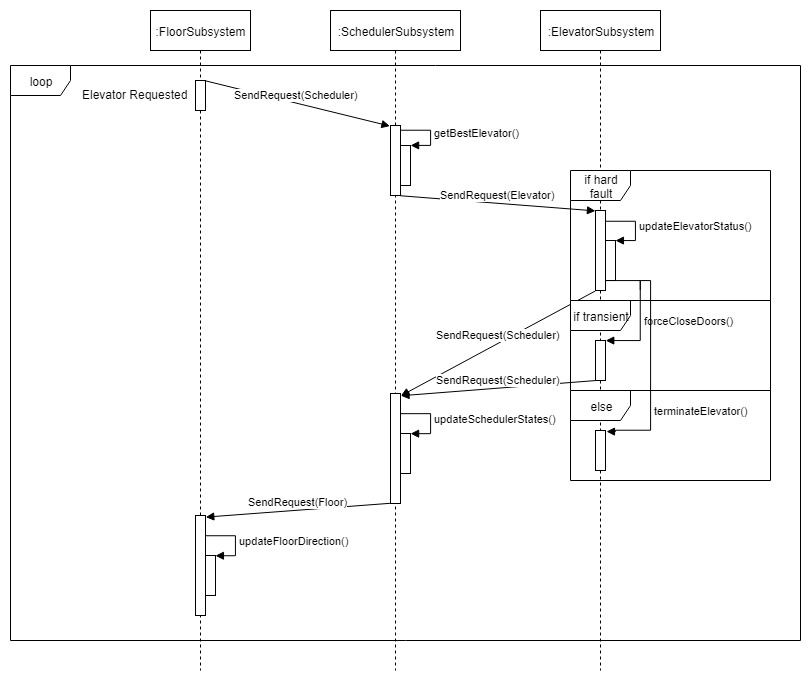 :FloorSubsystem
:SchedulerSubsystem
:ElevatorSubsystem
loop
Elevator Requested
SendRequest(Scheduler)
getBestElevator()
if hard
fault
SendRequest(Elevator)
updateElevatorStatus()
if transient
forceCloseDoors()
SendRequest(Scheduler)
SendRequest(Scheduler)
else
terminateElevator()
updateSchedulerStates()
SendRequest(Floor)
updateFloorDirection()